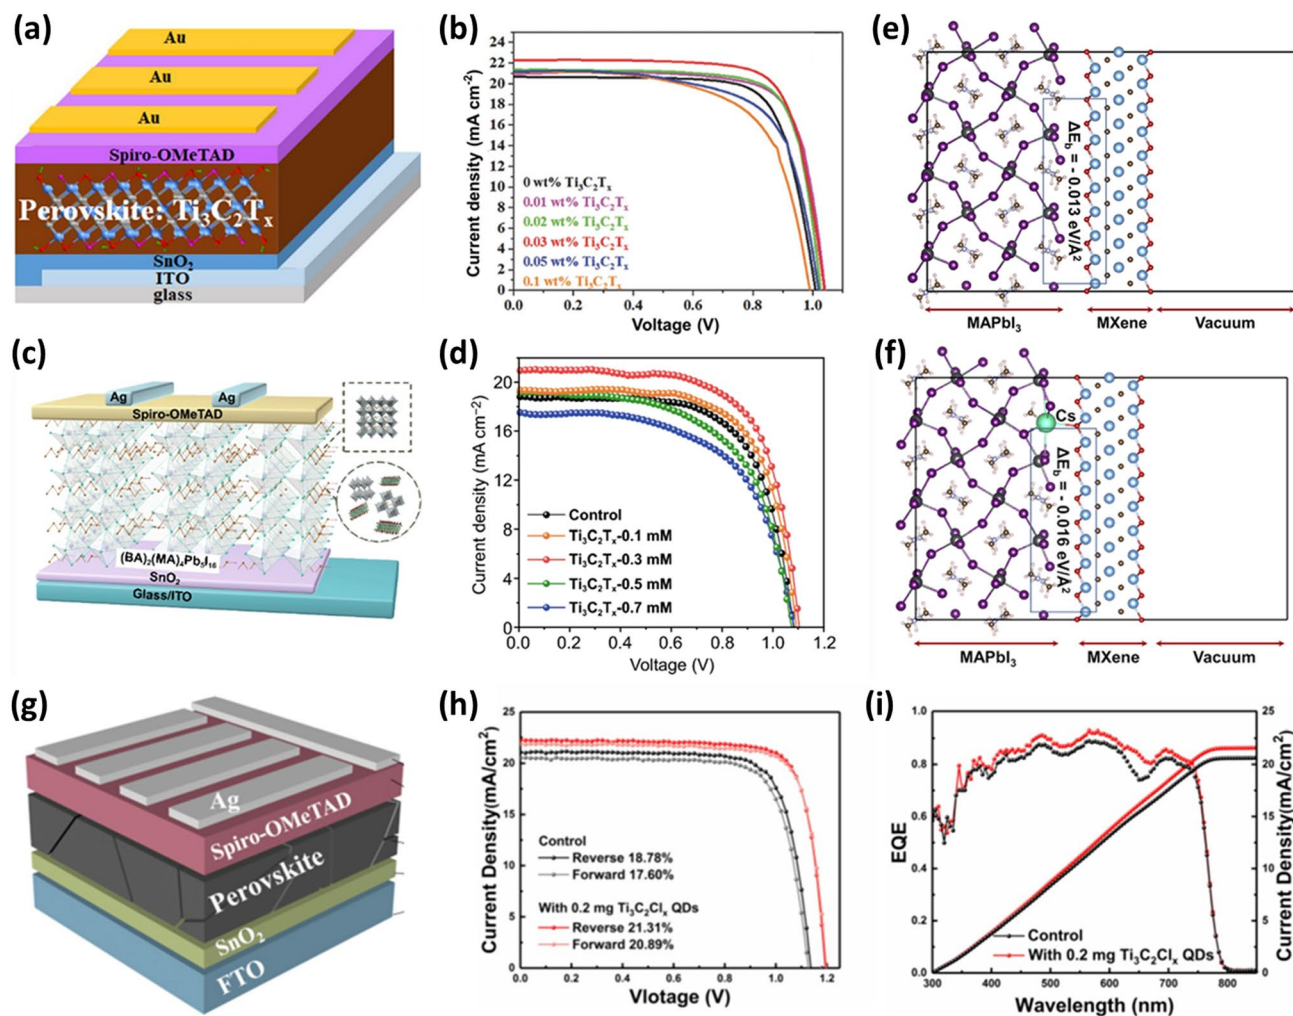 (a)
Au
Au
Au
Spiro-OMeTAD
Perovskite: Ti₃C₂Tₓ
SnO₂
ITO
glass
(b)
Current density (mA cm⁻²)
24
22
20
18
16
14
12
10
8
6
4
2
0
0 wt% Ti₃C₂Tₓ
0.01 wt% Ti₃C₂Tₓ
0.02 wt% Ti₃C₂Tₓ
0.03 wt% Ti₃C₂Tₓ
0.05 wt% Ti₃C₂Tₓ
0.1 wt% Ti₃C₂Tₓ
0.0 0.2 0.4 0.6 0.8 1.0
Voltage (V)
(e)
ΔE_b = - 0.013 eV/Å²
MAPbI₃
MXene
Vacuum
(c)
Ag
Ag
Spiro-OMeTAD
(BA)₂(MA)₄Pb₅I₁₆
SnO₂
Glass/ITO
(d)
Current density (mA cm⁻²)
20
16
12
8
4
0
Control
Ti₃C₂Tₓ-0.1 mM
Ti₃C₂Tₓ-0.3 mM
Ti₃C₂Tₓ-0.5 mM
Ti₃C₂Tₓ-0.7 mM
0.0 0.2 0.4 0.6 0.8 1.0 1.2
Voltage (V)
(f)
Cs
ΔE_b = - 0.016 eV/Å²
MAPbI₃
MXene
Vacuum
(g)
Ag
Spiro-OMeTAD
Perovskite
SnO₂
FTO
(h)
Current Density(mA/cm²)
25
20
15
10
5
0
Control
Reverse 18.78%
Forward 17.60%
With 0.2 mg Ti₃C₂Clₓ QDs
Reverse 21.31%
Forward 20.89%
0.0 0.2 0.4 0.6 0.8 1.0 1.2
Vlotage (V)
(i)
EQE
1.0
0.8
0.6
0.4
0.2
0.0
Control
With 0.2 mg Ti₃C₂Clₓ QDs
25
20
15
10
5
0
Current Density(mA/cm²)
300 400 500 600 700 800
Wavelength (nm)